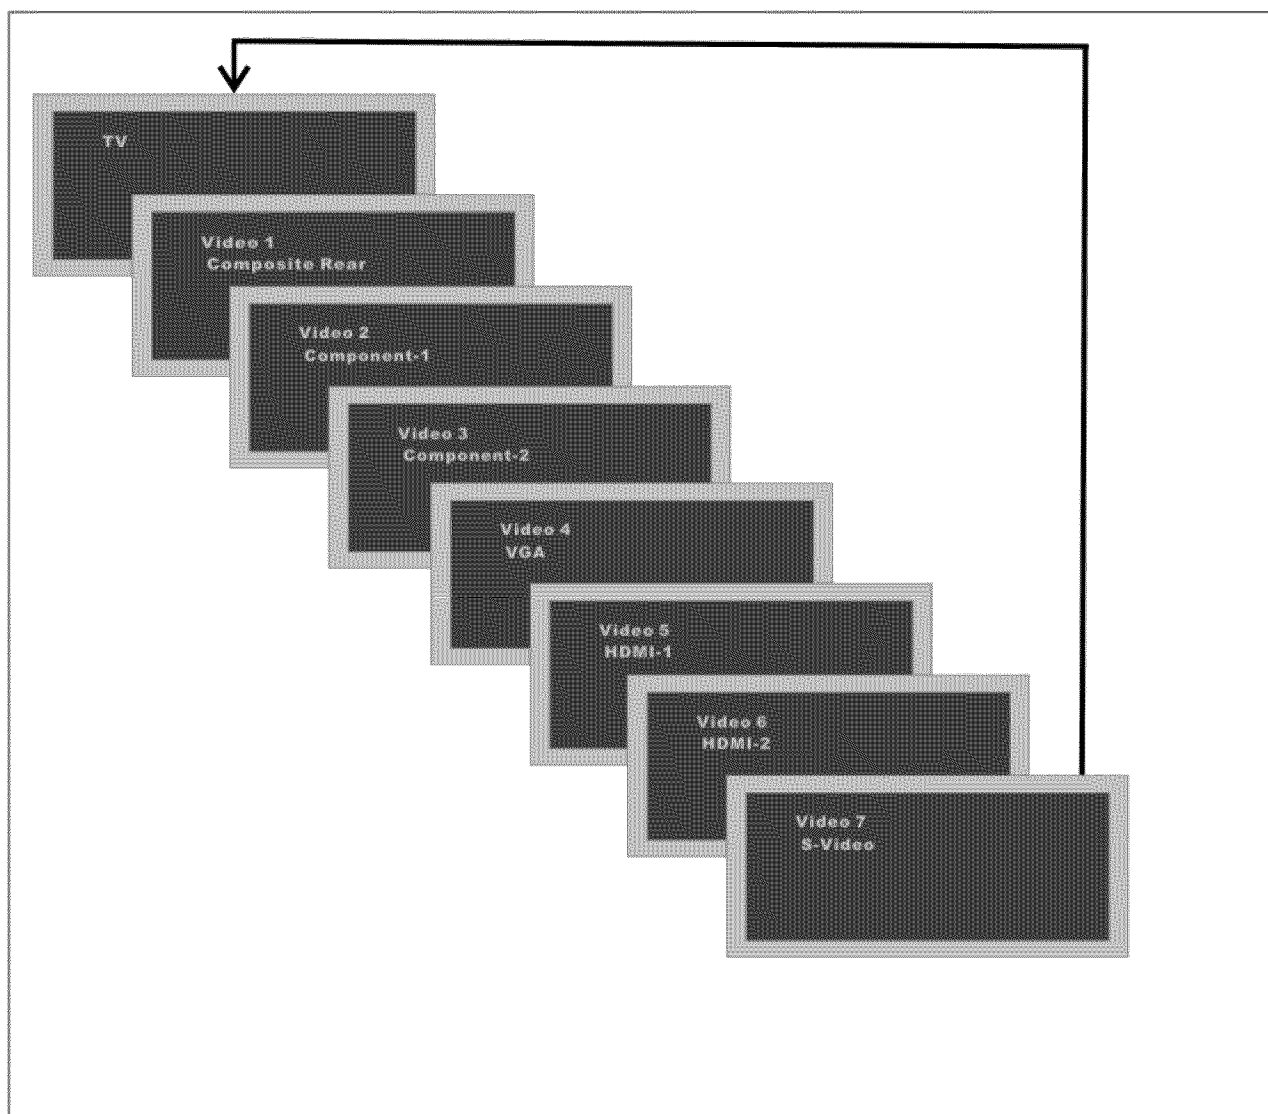 TV
Video 1
Composite Rear
Video 2
Component-1
Video 3
Component-2
Video 4
VGA
Video 5
HDMI-1
Video 6
HDMI-2
Video 7
S-Video